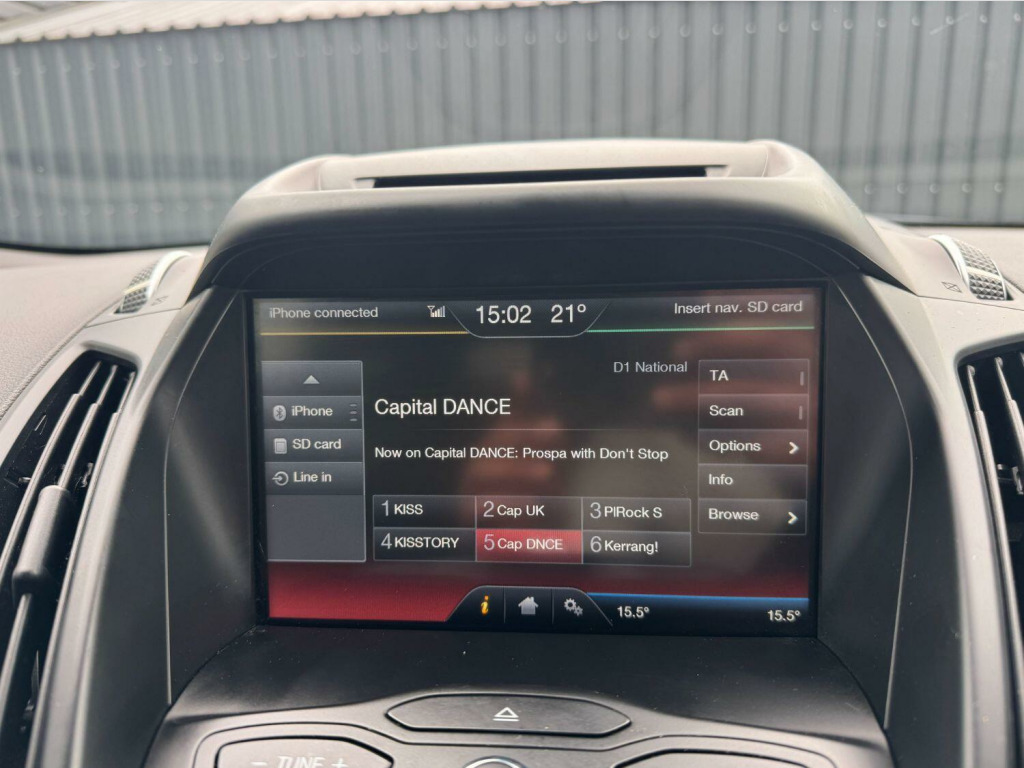 iPhone connected
15:02 21°
Insert nav. SD card
D1 National
iPhone
SD card
Line in
Capital DANCE
Now on Capital DANCE: Prospa with Don't Stop
1 KISS
2 Cap UK
3 PlRock S
4 KISSTORY
5 Cap DNCE
6 Kerrang!
TA
Scan
Options
Info
Browse
i
15.5°
15.5°
− TUNE +